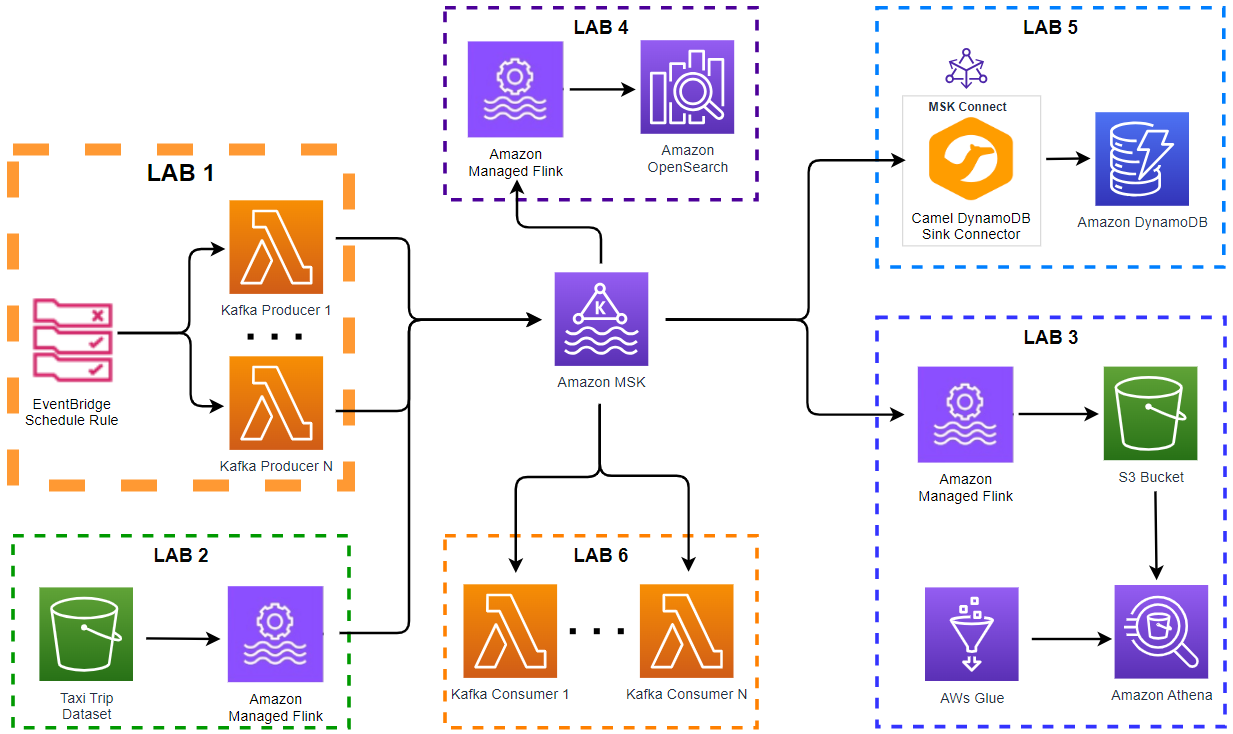 LAB 1
Kafka Producer 1
EventBridge
Schedule Rule
Kafka Producer N
LAB 2
Taxi Trip
Dataset
Amazon
Managed Flink
LAB 4
Amazon
Managed Flink
Amazon
OpenSearch
K
Amazon MSK
LAB 6
Kafka Consumer 1
Kafka Consumer N
LAB 5
MSK Connect
Camel DynamoDB
Sink Connector
Amazon DynamoDB
LAB 3
Amazon
Managed Flink
S3 Bucket
AWs Glue
Amazon Athena